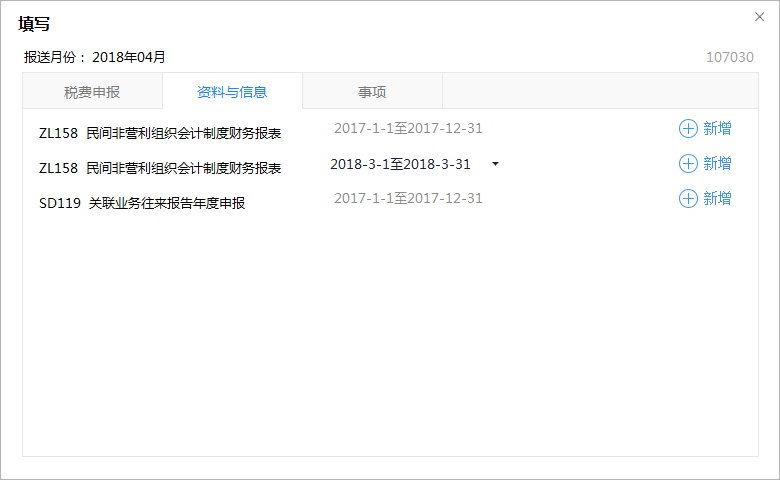 填写
报送月份： 2018年04月 107030
税费申报 资料与信息 事项
ZL158 民间非营利组织会计制度财务报表 2017-1-1至2017-12-31 新增
ZL158 民间非营利组织会计制度财务报表 2018-3-1至2018-3-31 新增
SD119 关联业务往来报告年度申报 2017-1-1至2017-12-31 新增